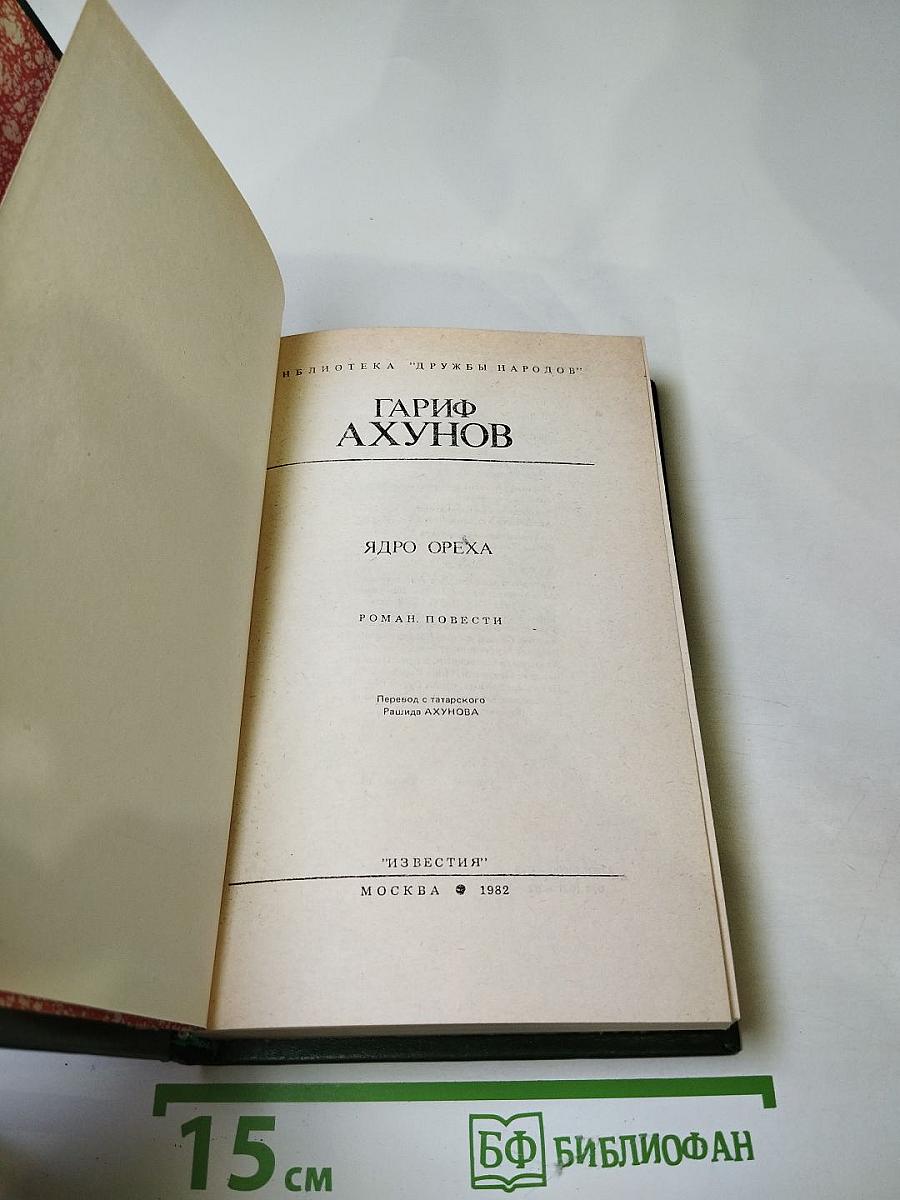 БИБЛИОТЕКА "ДРУЖБЫ НАРОДОВ"
ГАРИФ
АХУНОВ
ЯДРО ОРЕХА
РОМАН. ПОВЕСТИ
Перевод с татарского
Рашида АХУНОВА
"ИЗВЕСТИЯ"
МОСКВА 1982
15 СМ
БФ БИБЛИОФАН